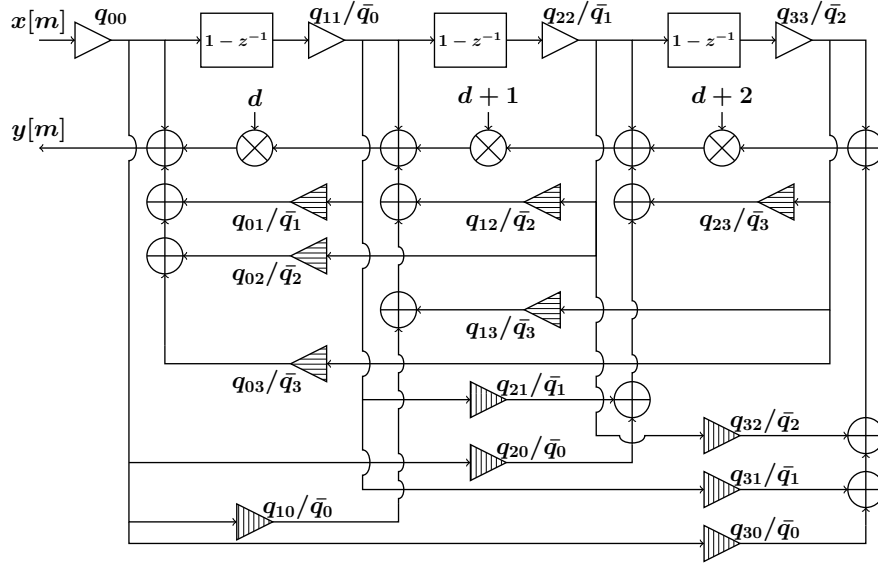 x[m]
q₀₀
1 − z⁻¹
q₁₁/q̄₀
1 − z⁻¹
q₂₂/q̄₁
1 − z⁻¹
q₃₃/q̄₂
y[m]
d
d + 1
d + 2
q₀₁/q̄₁
q₁₂/q̄₂
q₂₃/q̄₃
q₀₂/q̄₂
q₁₃/q̄₃
q₀₃/q̄₃
q₂₁/q̄₁
q₃₂/q̄₂
q₂₀/q̄₀
q₃₁/q̄₁
q₁₀/q̄₀
q₃₀/q̄₀